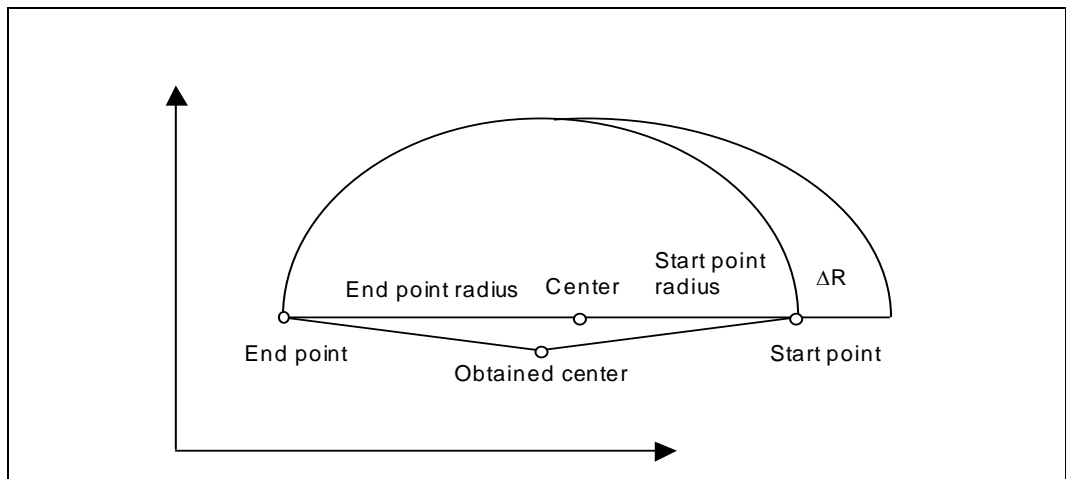 Start point
radius
ΔR
End point radius
Center
End point
Start point
Obtained center